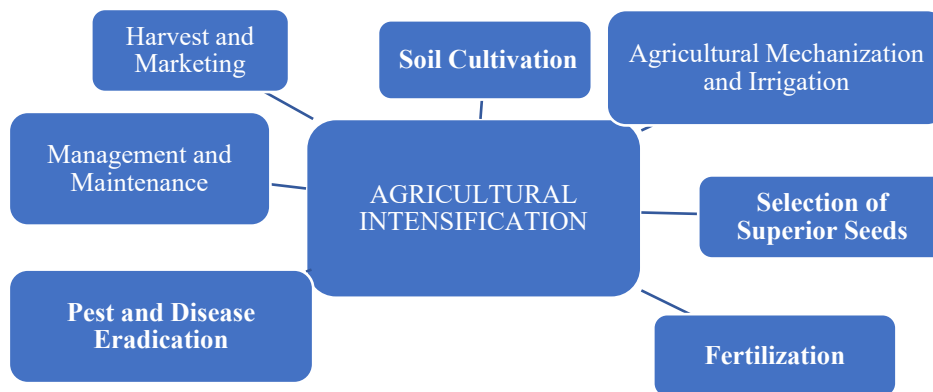 Harvest and
Marketing
Soil Cultivation
Agricultural Mechanization
and Irrigation
Management and
Maintenance
AGRICULTURAL
INTENSIFICATION
Selection of
Superior Seeds
Pest and Disease
Eradication
Fertilization